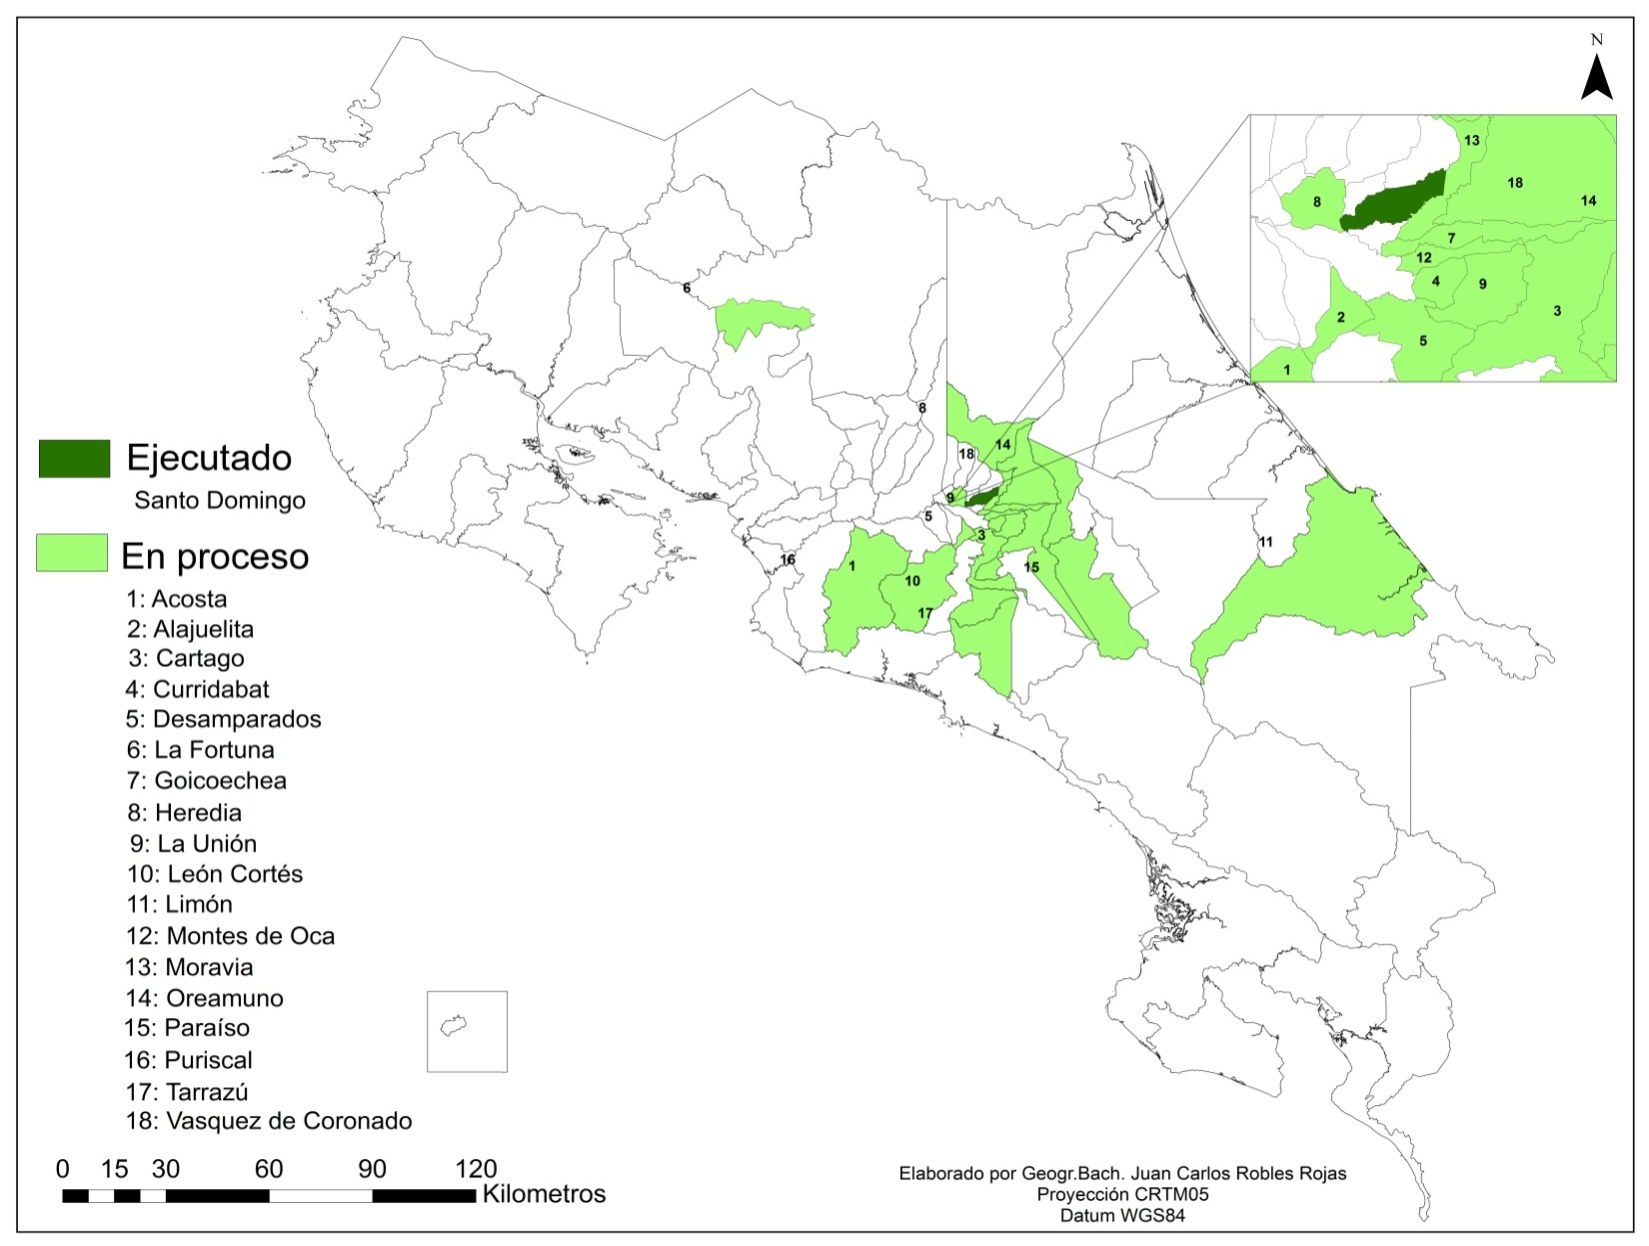 N
13
18
14
8
7
12
4
9
3
2
5
1
6
8
14
18
9
5
3
11
16
1
10
15
17
Ejecutado
Santo Domingo
En proceso
1: Acosta
2: Alajuelita
3: Cartago
4: Curridabat
5: Desamparados
6: La Fortuna
7: Goicoechea
8: Heredia
9: La Unión
10: León Cortés
11: Limón
12: Montes de Oca
13: Moravia
14: Oreamuno
15: Paraíso
16: Puriscal
17: Tarrazú
18: Vasquez de Coronado
0 15 30 60 90 120
Kilometros
Elaborado por Geogr.Bach. Juan Carlos Robles Rojas
Proyección CRTM05
Datum WGS84